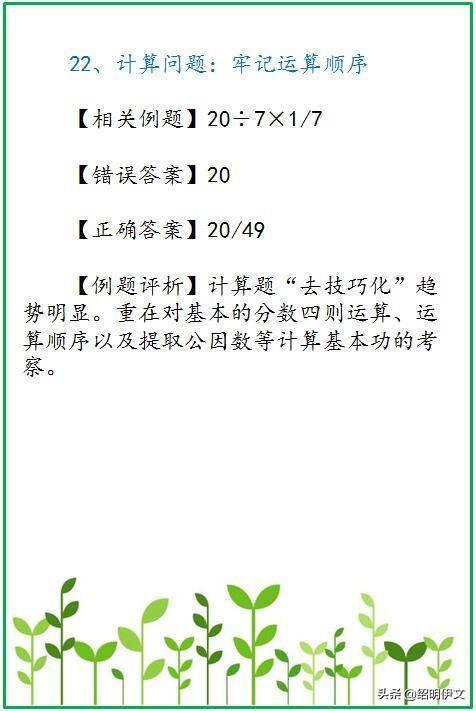 22、计算问题：牢记运算顺序
【相关例题】20÷7×1/7
【错误答案】20
【正确答案】20/49
【例题评析】计算题“去技巧化”趋
势明显。重在对基本的分数四则运算、运
算顺序以及提取公因数等计算基本功的考
察。
头条 @绍明伊文